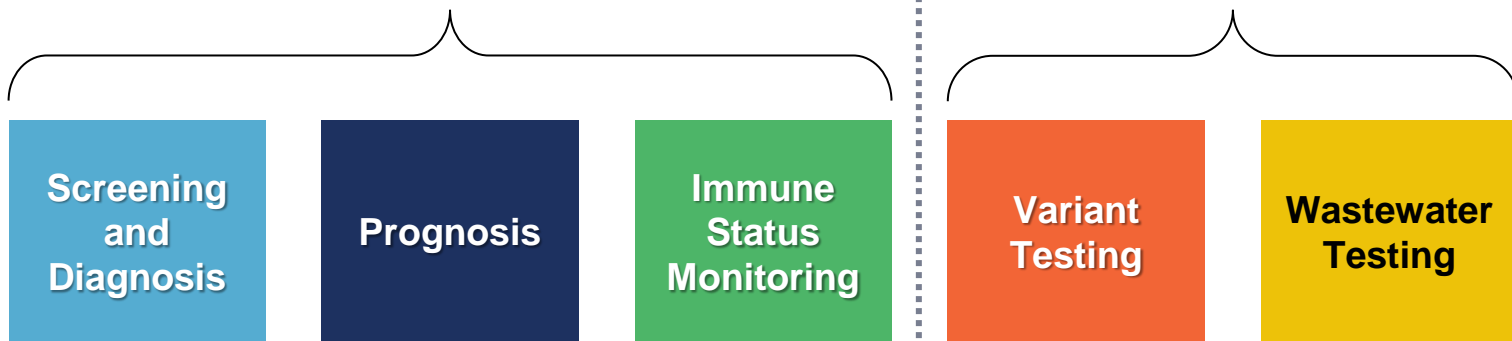 Screening
and
Diagnosis
Prognosis
Immune
Status
Monitoring
Variant
Testing
Wastewater
Testing